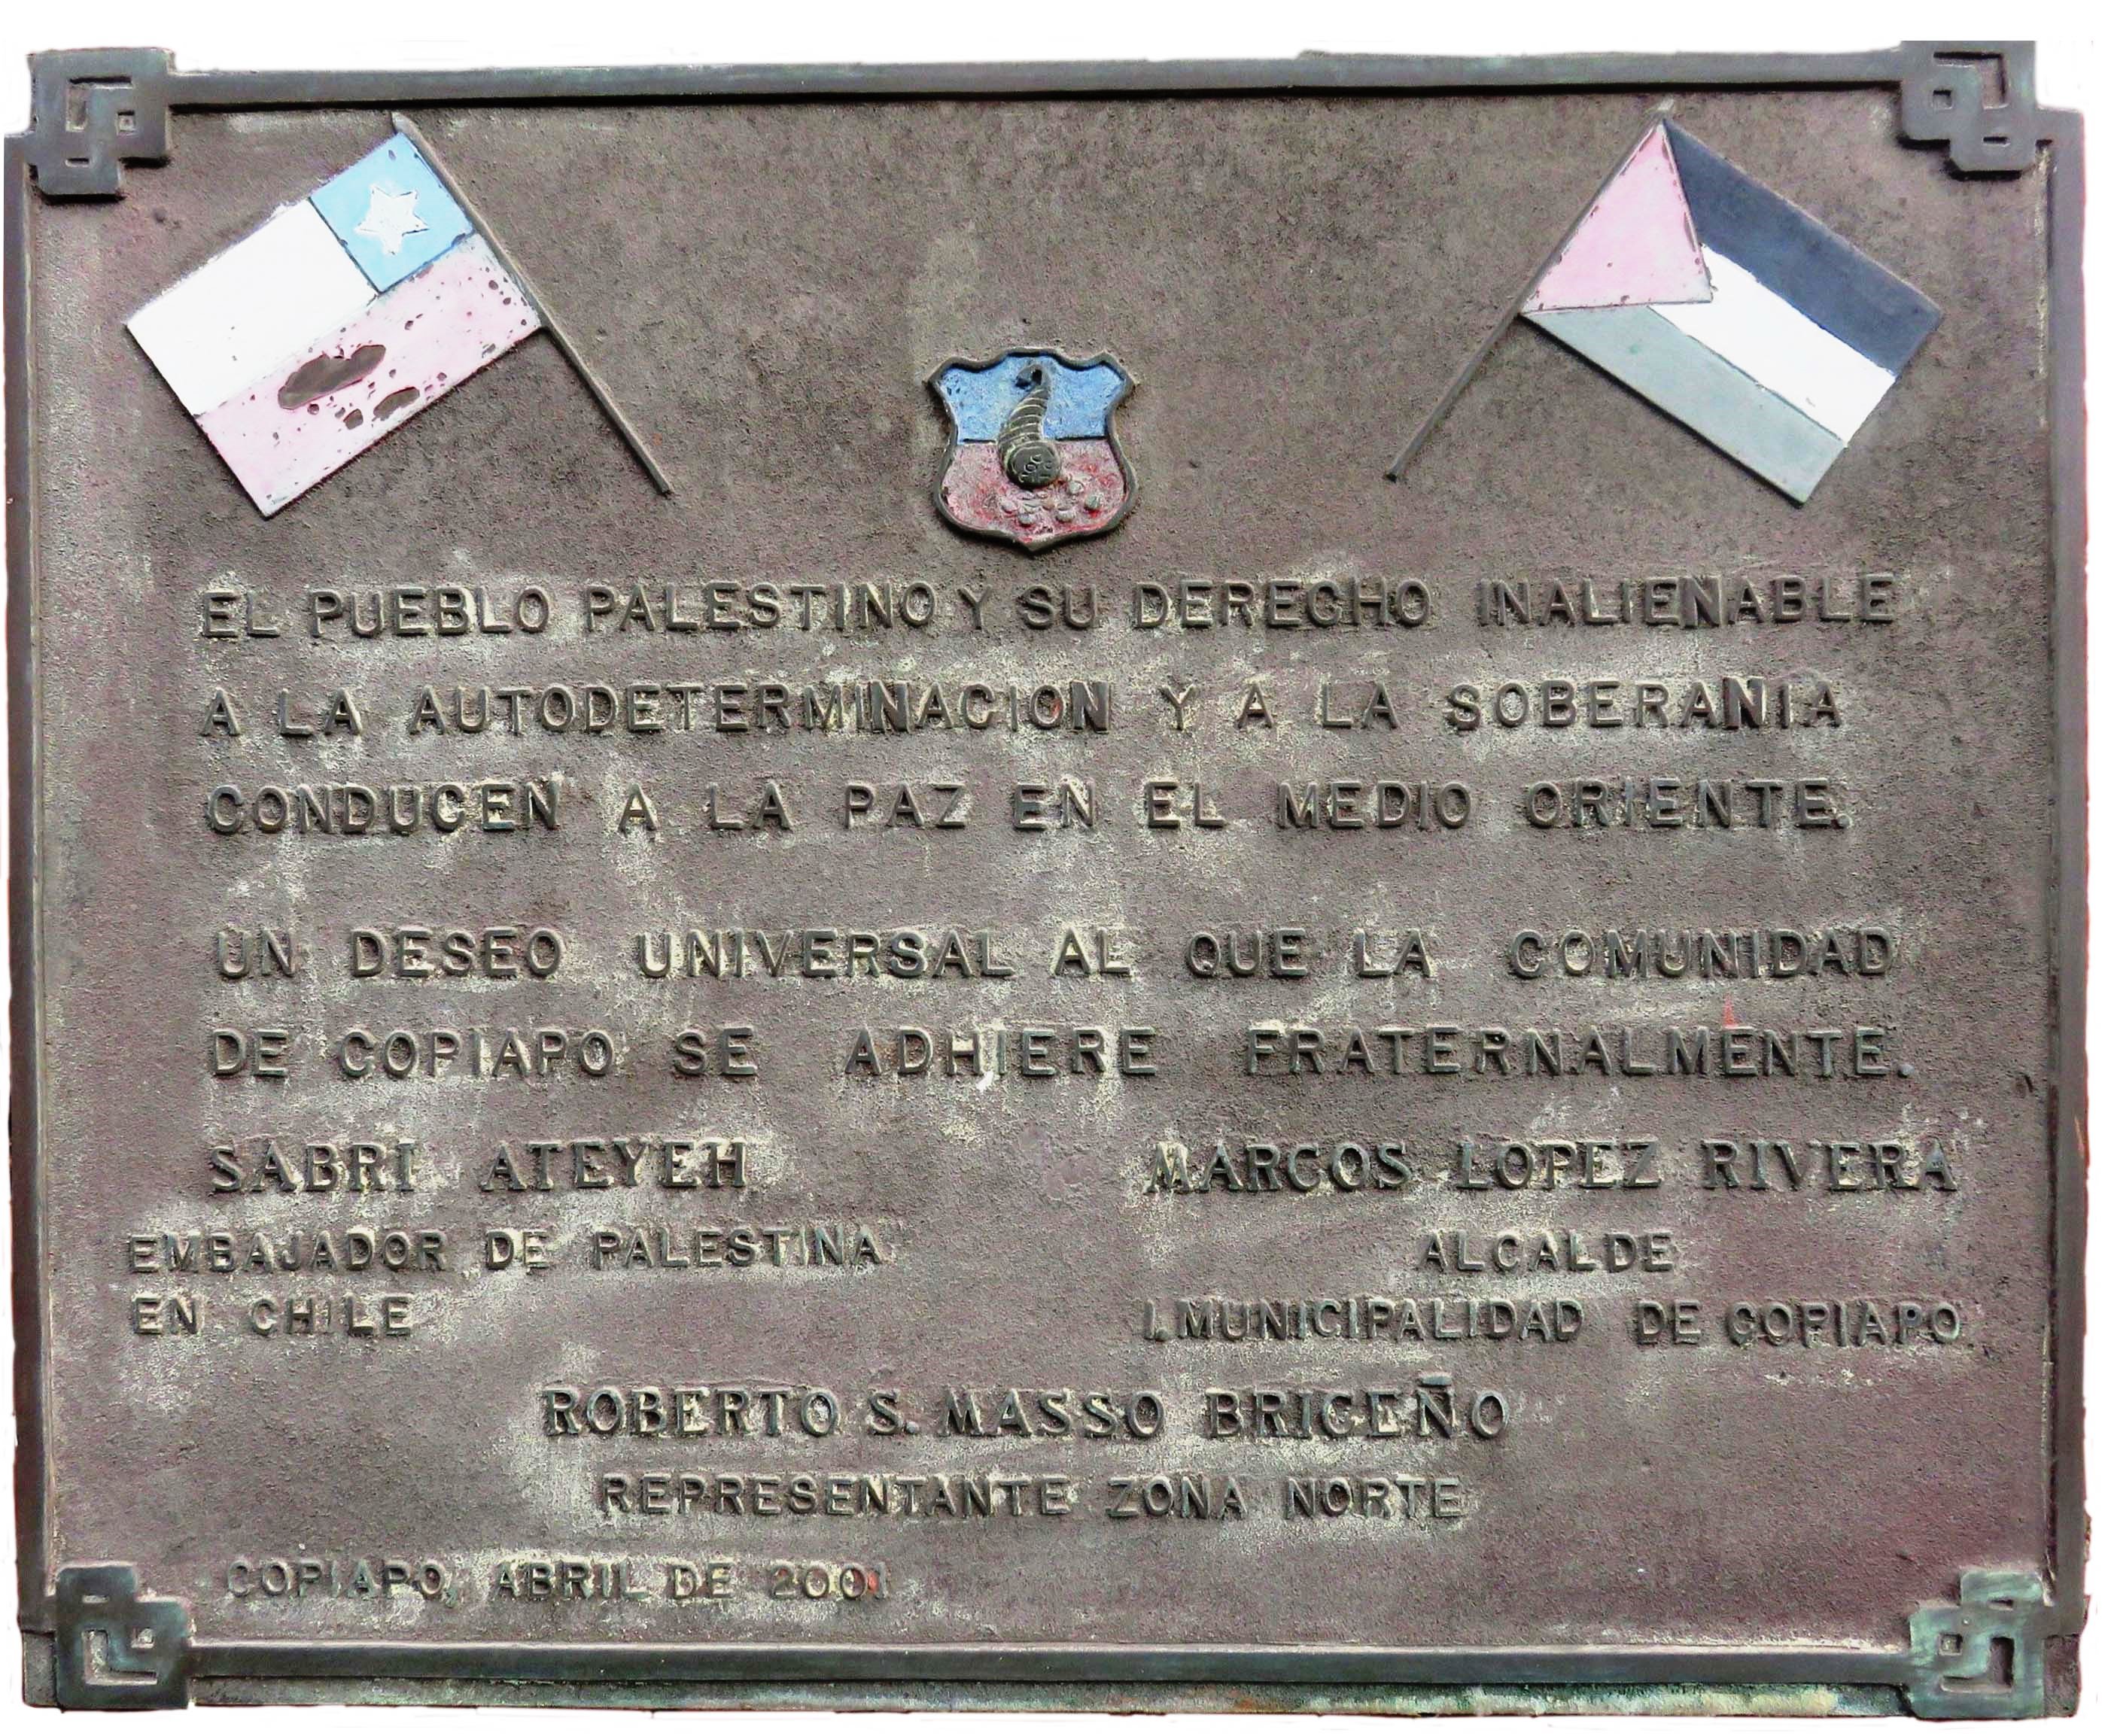 EL PUEBLO PALESTINO Y SU DERECHO INALIENABLE
A LA AUTODETERMINACION Y A LA SOBERANIA
CONDUCEN A LA PAZ EN EL MEDIO ORIENTE.
UN DESEO UNIVERSAL AL QUE LA COMUNIDAD
DE COPIAPO SE ADHIERE FRATERNALMENTE.
SABRI ATEYEH
EMBAJADOR DE PALESTINA
EN CHILE
MARCOS LOPEZ RIVERA
ALCALDE
I. MUNICIPALIDAD DE COPIAPO
ROBERTO S. MASSO BRICEÑO
REPRESENTANTE ZONA NORTE
COPIAPO, ABRIL DE 2001